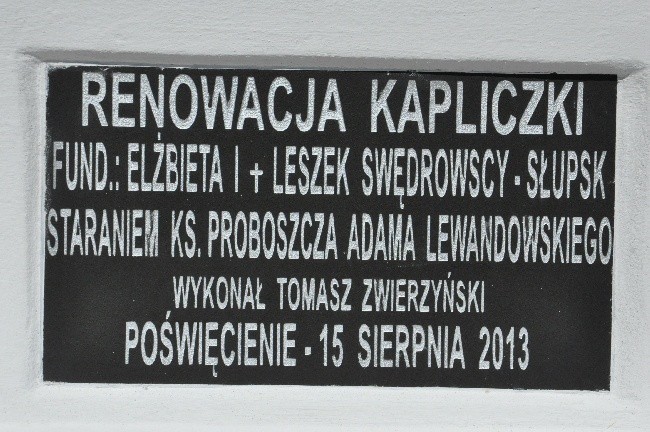 RENOWACJA KAPLICZKI
FUND.: ELŻBIETA I + LESZEK SWĘDROWSCY - SŁUPSK
STARANIEM KS. PROBOSZCZA ADAMA LEWANDOWSKIEGO
WYKONAŁ TOMASZ ZWIERZYŃSKI
POŚWIĘCENIE - 15 SIERPNIA 2013